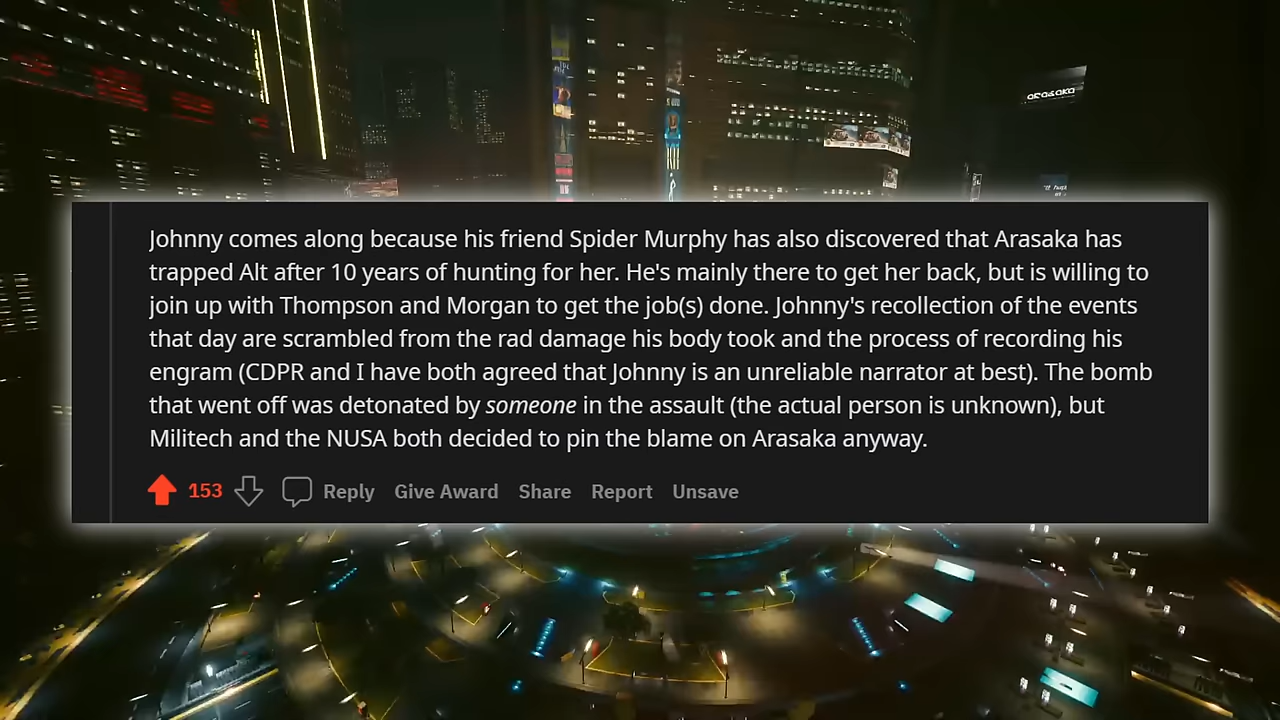 arasaka
Johnny comes along because his friend Spider Murphy has also discovered that Arasaka has
trapped Alt after 10 years of hunting for her. He's mainly there to get her back, but is willing to
join up with Thompson and Morgan to get the job(s) done. Johnny's recollection of the events
that day are scrambled from the rad damage his body took and the process of recording his
engram (CDPR and I have both agreed that Johnny is an unreliable narrator at best). The bomb
that went off was detonated by someone in the assault (the actual person is unknown), but
Militech and the NUSA both decided to pin the blame on Arasaka anyway.
153 Reply Give Award Share Report Unsave